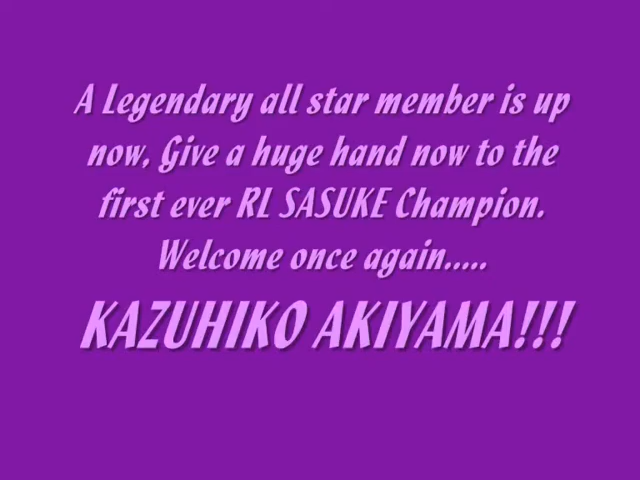 A Legendary all star member is up
now, Give a huge hand now to the
first ever RL SASUKE Champion.
Welcome once again.....
KAZUHIKO AKIYAMA!!!